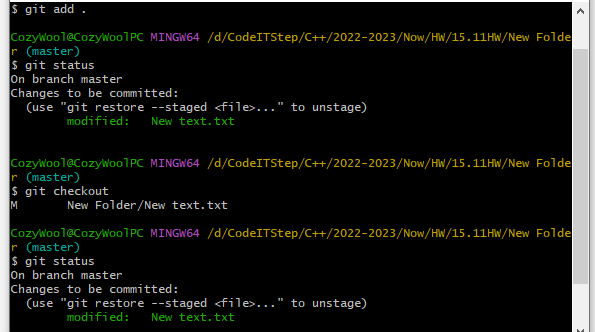 $ git add .
CozyWool@CozyWoolPC MINGW64 /d/CodeITStep/C++/2022-2023/Now/HW/15.11HW/New Folde
r (master)
$ git status
On branch master
Changes to be committed:
  (use "git restore --staged <file>..." to unstage)
        modified:   New text.txt
CozyWool@CozyWoolPC MINGW64 /d/CodeITStep/C++/2022-2023/Now/HW/15.11HW/New Folde
r (master)
$ git checkout
M       New Folder/New text.txt
CozyWool@CozyWoolPC MINGW64 /d/CodeITStep/C++/2022-2023/Now/HW/15.11HW/New Folde
r (master)
$ git status
On branch master
Changes to be committed:
  (use "git restore --staged <file>..." to unstage)
        modified:   New text.txt